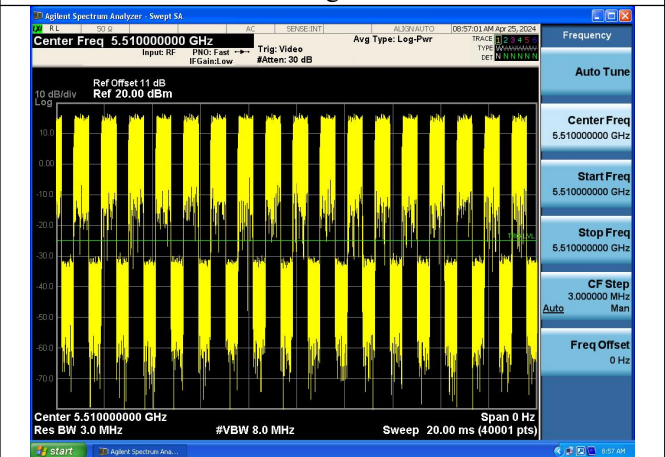 Agilent Spectrum Analyzer - Swept SA
RL 50 Ω AC SENSE:INT ALIGNAUTO 08:57:01 AM Apr 25, 2024
Center Freq 5.510000000 GHz
Input: RF PNO: Fast Trig: Video
IFGain:Low #Atten: 30 dB
Avg Type: Log-Pwr
TRACE 1 2 3 4 5 6
TYPE
DET N N N N N N
Ref Offset 11 dB
10 dB/div Ref 20.00 dBm
Log
10.0
0.00
-10.0
-20.0
-30.0
-40.0
-50.0
-60.0
-70.0
Center 5.510000000 GHz Span 0 Hz
Res BW 3.0 MHz #VBW 8.0 MHz Sweep 20.00 ms (40001 pts)
Frequency
Auto Tune
Center Freq
5.510000000 GHz
Start Freq
5.510000000 GHz
Stop Freq
5.510000000 GHz
CF Step
3.000000 MHz
Auto Man
Freq Offset
0 Hz
start Agilent Spectrum Ana... 8:57 AM